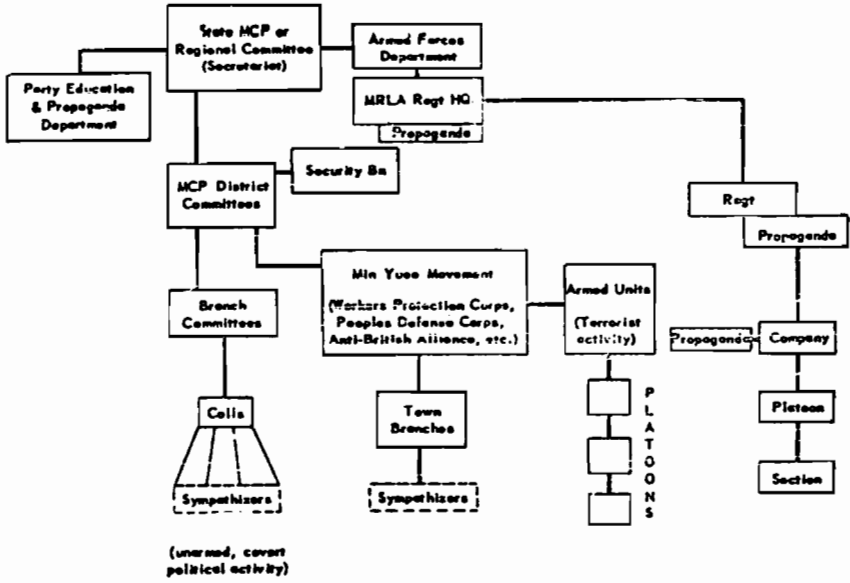 State MCP or
Regional Committee
(Secretariat)
Armed Forces
Department
Party Education
& Propaganda
Department
MRLA Regt HQ
Propaganda
Security Bn
MCP District
Committees
Regt
Propaganda
Min Yuen Movement
(Workers Protection Corps,
Peoples Defense Corps,
Anti-British Alliance, etc.)
Armed Units
(Terrorist
activity)
Branch
Committees
Propaganda
Company
Cells
Town
Branches
PLATOONS
Platoon
Sympathizers
Sympathizers
Section
(unarmed, covert
political activity)